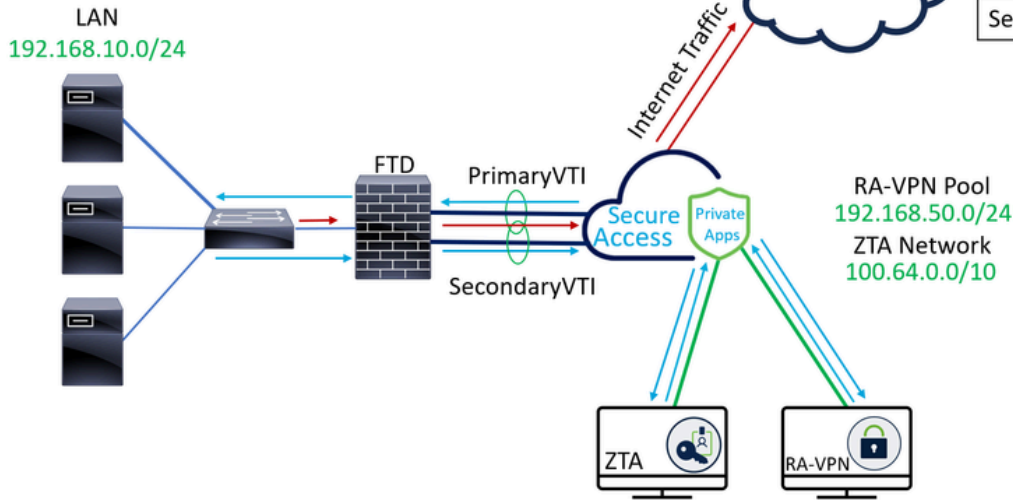 LAN
192.168.10.0/24
Internet Traffic
FTD
PrimaryVTI
SecondaryVTI
Secure
Access
Private
Apps
RA-VPN Pool
192.168.50.0/24
ZTA Network
100.64.0.0/10
ZTA
RA-VPN